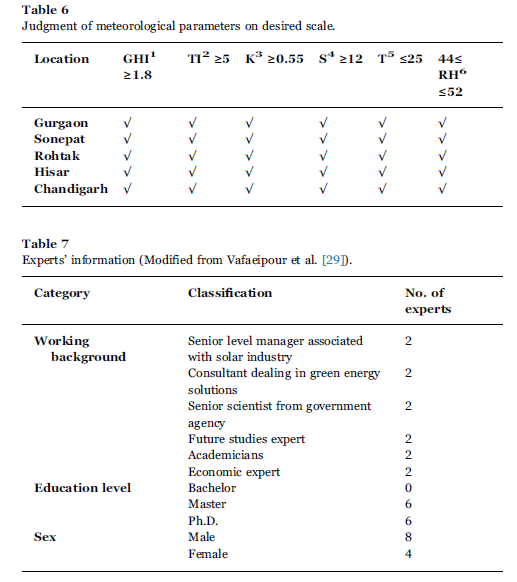 Table 6
Judgment of meteorological parameters on desired scale.
Location GHI¹ ≥1.8 TI² ≥5 K³ ≥0.55 S⁴ ≥12 T⁵ ≤25 44≤ RH⁶ ≤52
Gurgaon √ √ √ √ √ √
Sonepat √ √ √ √ √ √
Rohtak √ √ √ √ √ √
Hisar √ √ √ √ √ √
Chandigarh √ √ √ √ √ √
Table 7
Experts' information (Modified from Vafaeipour et al. [29]).
Category Classification No. of experts
Working background Senior level manager associated with solar industry 2
Consultant dealing in green energy solutions 2
Senior scientist from government agency 2
Future studies expert 2
Academicians 2
Economic expert 2
Education level Bachelor 0
Master 6
Ph.D. 6
Sex Male 8
Female 4